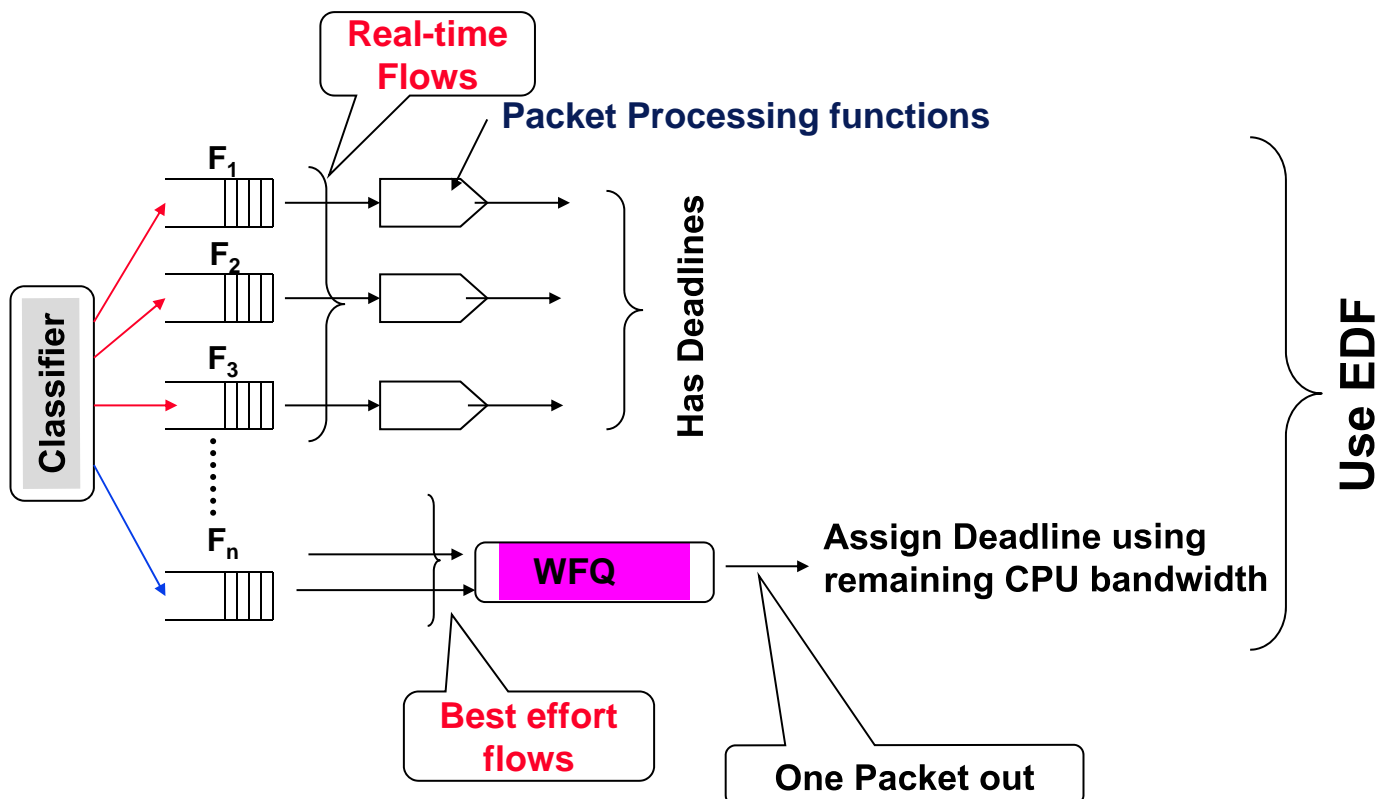 Real-time
Flows
Packet Processing functions
F1
F2
F3
Fn
Classifier
Has Deadlines
Use EDF
WFQ
Assign Deadline using
remaining CPU bandwidth
Best effort
flows
One Packet out